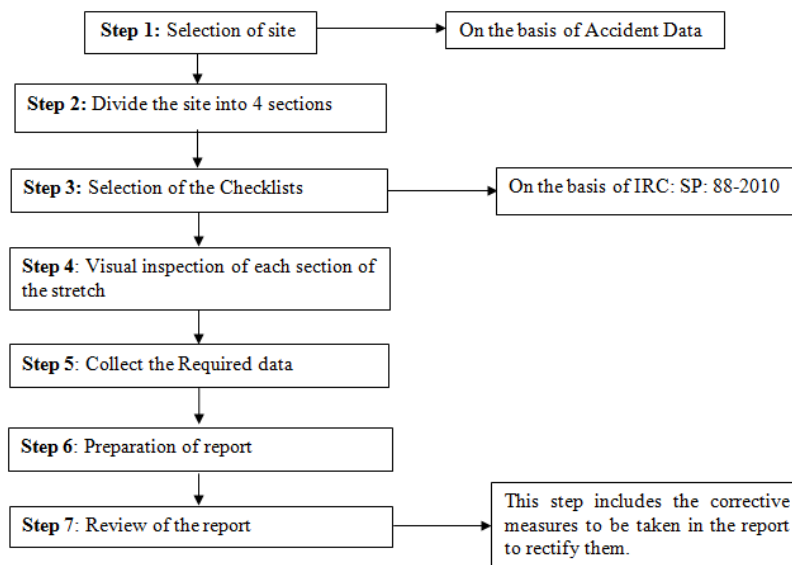 Step 1: Selection of site
On the basis of Accident Data
Step 2: Divide the site into 4 sections
Step 3: Selection of the Checklists
On the basis of IRC: SP: 88-2010
Step 4: Visual inspection of each section of
the stretch
Step 5: Collect the Required data
Step 6: Preparation of report
Step 7: Review of the report
This step includes the corrective
measures to be taken in the report
to rectify them.